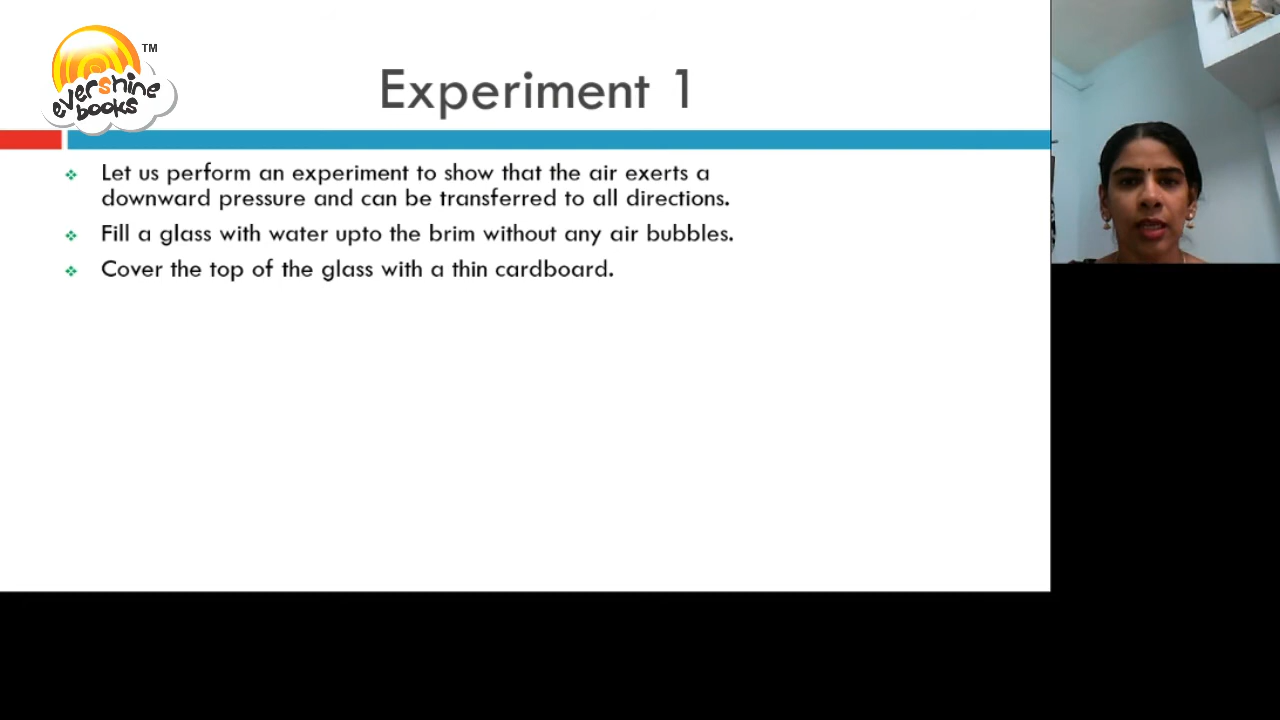 evershine
books
TM
Experiment 1
Let us perform an experiment to show that the air exerts a
downward pressure and can be transferred to all directions.
Fill a glass with water upto the brim without any air bubbles.
Cover the top of the glass with a thin cardboard.